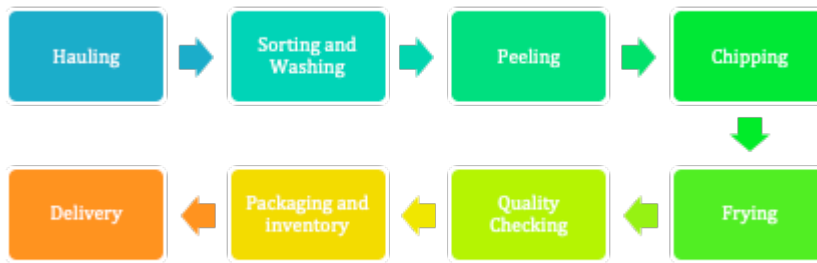 Hauling
Sorting and
Washing
Peeling
Chipping
Delivery
Packaging and
inventory
Quality
Checking
Frying